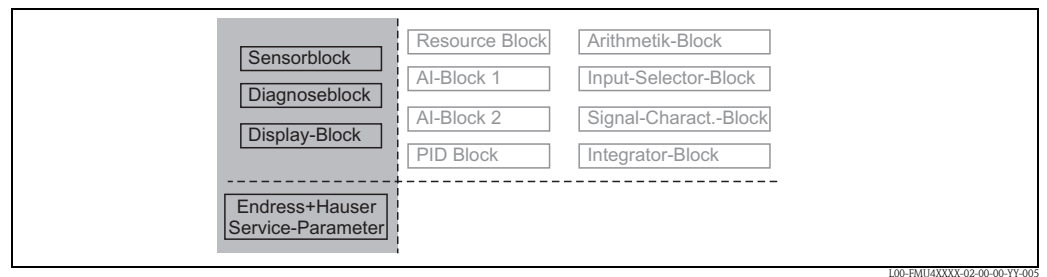 Sensorblock
Diagnoseblock
Display-Block
Endress+Hauser
Service-Parameter
Resource Block
AI-Block 1
AI-Block 2
PID Block
Arithmetik-Block
Input-Selector-Block
Signal-Charact.-Block
Integrator-Block
L00-FMU4XXXX-02-00-00-YY-005